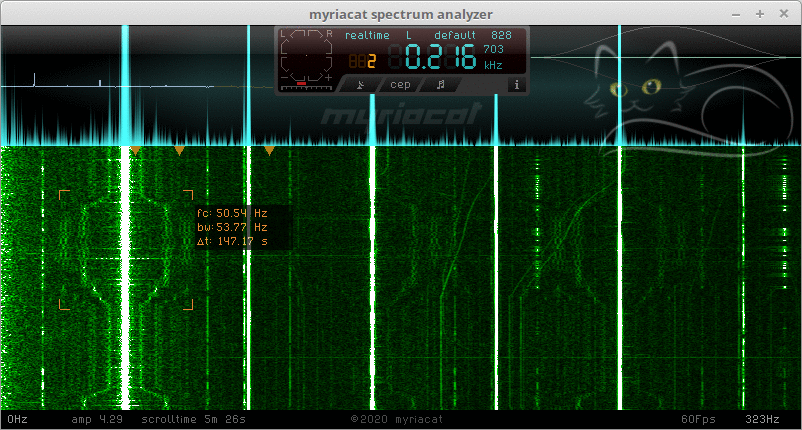 myriacat spectrum analyzer
L R realtime L default 828
2 0.216 703 kHz
cep i
myriacat
fc: 50.54 Hz
bw: 53.77 Hz
Δt: 147.17 s
0Hz amp 4.29 scrolltime 5m 26s ©2020 myriacat 60Fps 323Hz